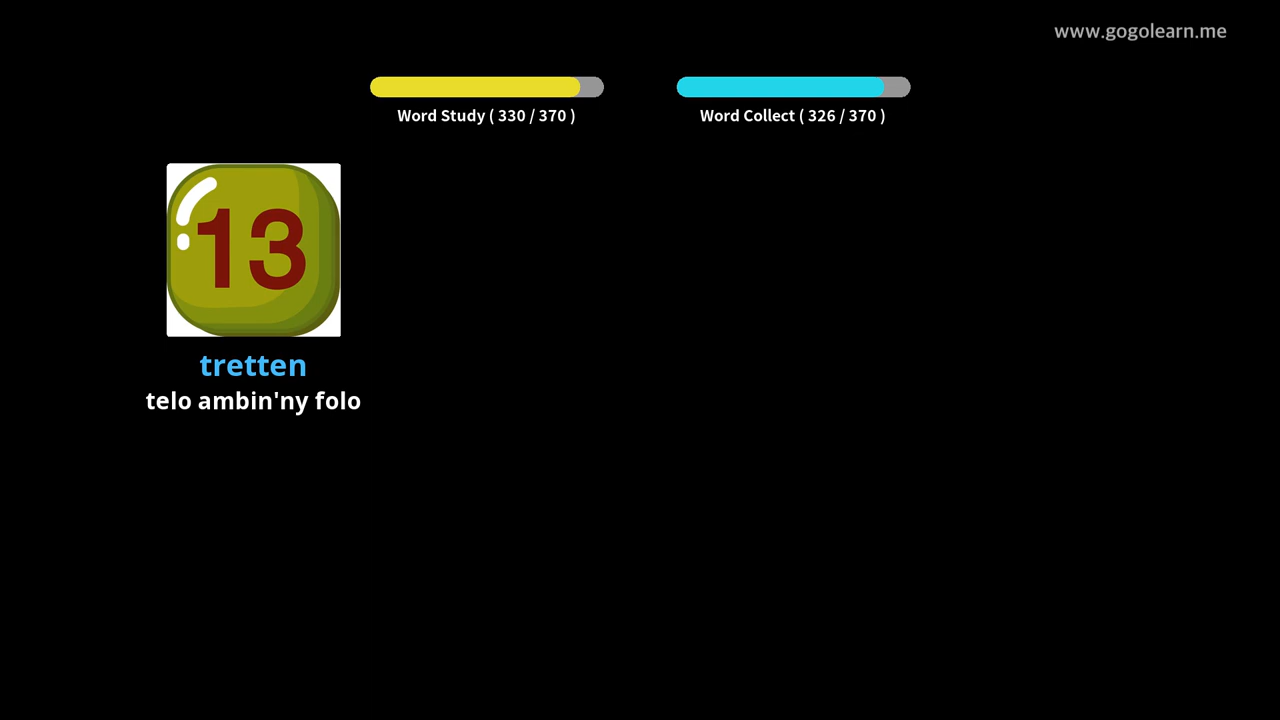 www.gogolearn.me
Word Study ( 330 / 370 )
Word Collect ( 326 / 370 )
13
tretten
telo ambin'ny folo